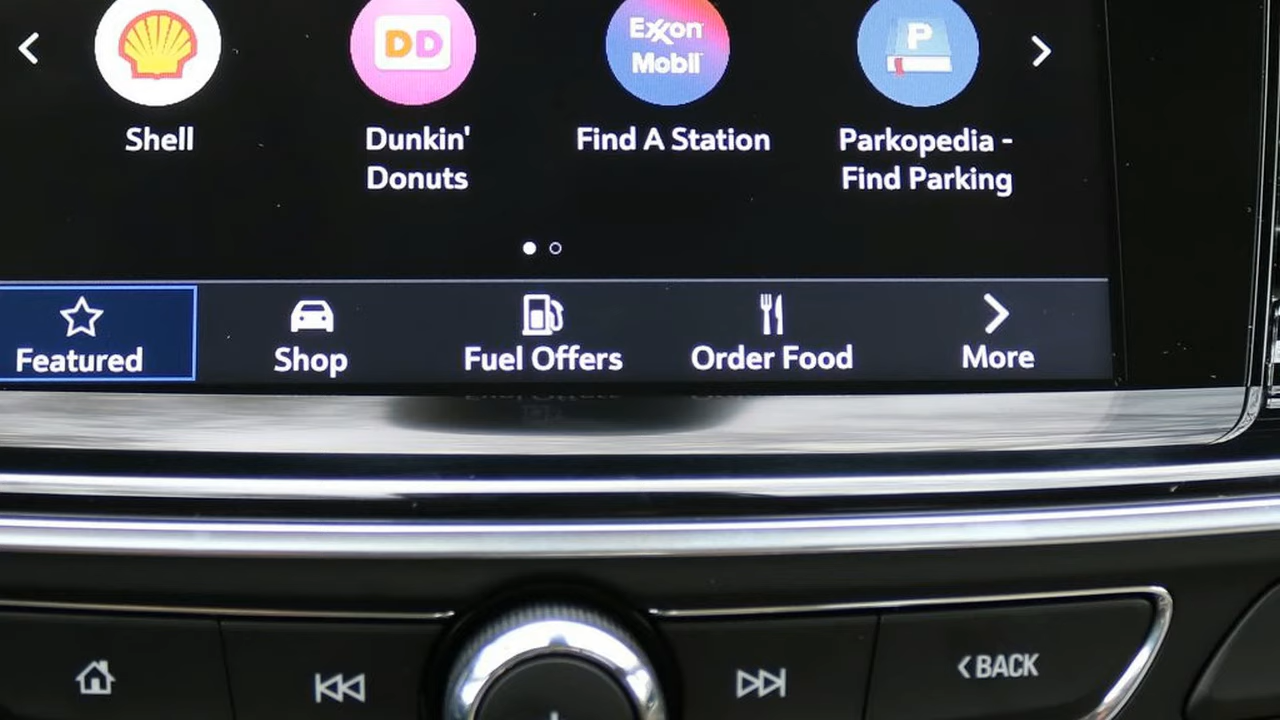 DD
Exxon
Mobil
P
Shell
Dunkin'
Donuts
Find A Station
Parkopedia -
Find Parking
Featured
Shop
Fuel Offers
Order Food
More
BACK